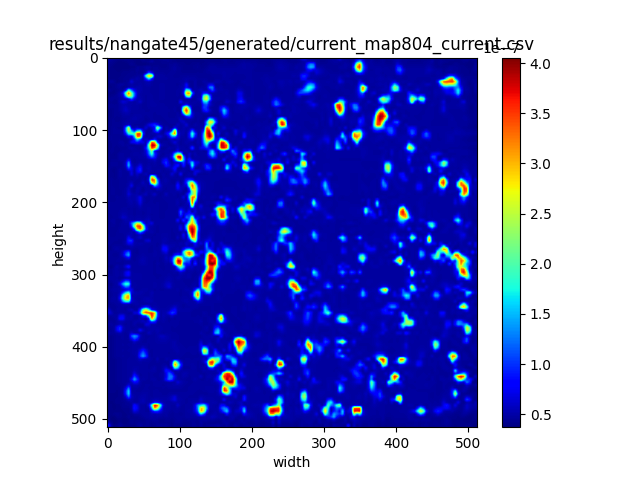 results/nangate45/generated/current_map804_current.csv
1e−7
0
100
200
300
400
500
height
0 100 200 300 400 500
width
4.0
3.5
3.0
2.5
2.0
1.5
1.0
0.5